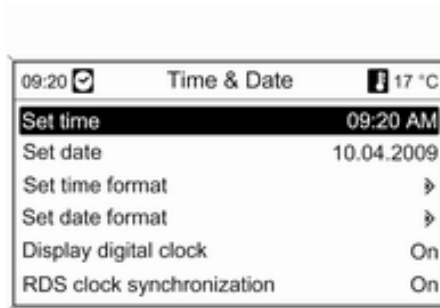 09:20 Time & Date 17 °C
Set time 09:20 AM
Set date 10.04.2009
Set time format
Set date format
Display digital clock On
RDS clock synchronization On